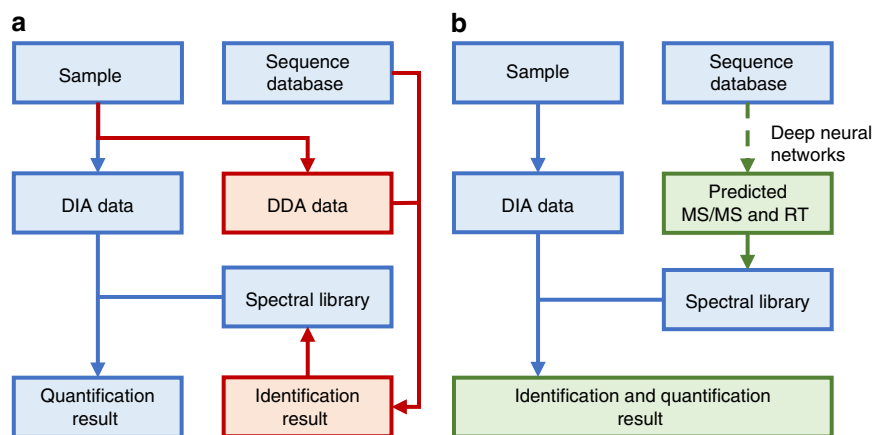 a
Sample
Sequence
database
DIA data
DDA data
Spectral library
Quantification
result
Identification
result
b
Sample
Sequence
database
Deep neural
networks
DIA data
Predicted
MS/MS and RT
Spectral library
Identification and quantification
result